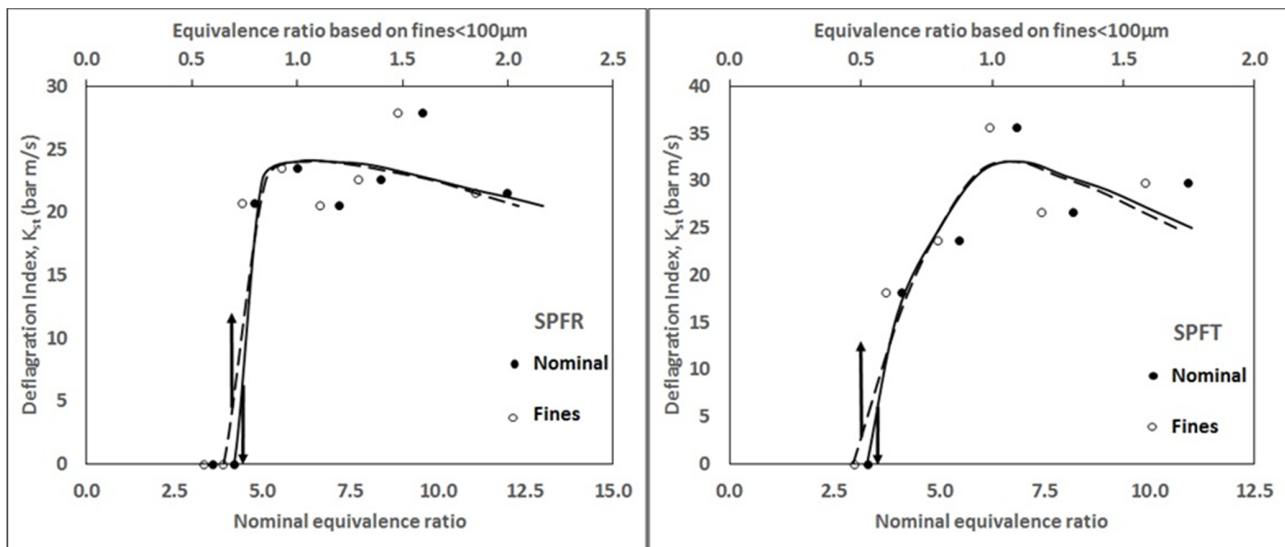 Equivalence ratio based on fines<100µm
0.0 0.5 1.0 1.5 2.0 2.5
30
25
20
15
10
5
0
Deflagration Index, Kst (bar m/s)
SPFR
Nominal
Fines
0.0 2.5 5.0 7.5 10.0 12.5 15.0
Nominal equivalence ratio
Equivalence ratio based on fines<100µm
0.0 0.5 1.0 1.5 2.0
40
35
30
25
20
15
10
5
0
Deflagration Index, Kst (bar m/s)
SPFT
Nominal
Fines
0.0 2.5 5.0 7.5 10.0 12.5
Nominal equivalence ratio